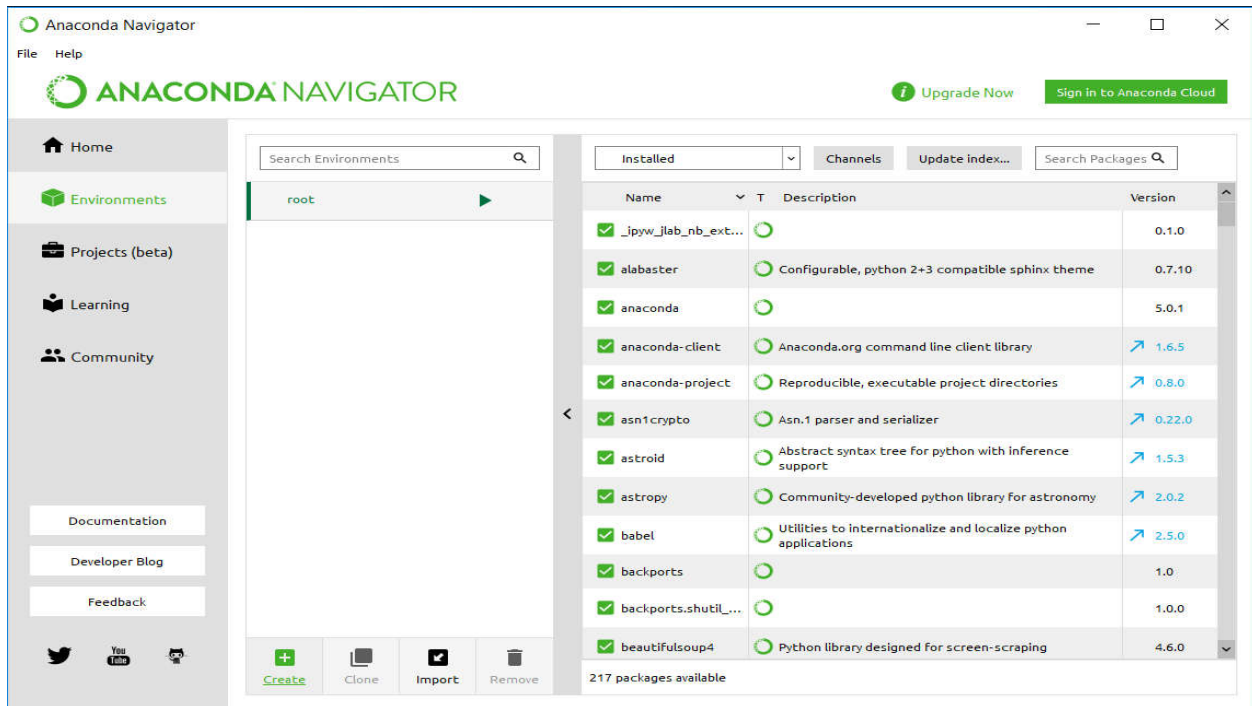 Anaconda Navigator
File Help
ANACONDA NAVIGATOR
i Upgrade Now
Sign in to Anaconda Cloud
Home
Environments
Projects (beta)
Learning
Community
Documentation
Developer Blog
Feedback
You
Tube
Search Environments
root
Create Clone Import Remove
Installed Channels Update index... Search Packages
Name T Description Version
_ipyw_jlab_nb_ext... 0.1.0
alabaster Configurable, python 2+3 compatible sphinx theme 0.7.10
anaconda 5.0.1
anaconda-client Anaconda.org command line client library 1.6.5
anaconda-project Reproducible, executable project directories 0.8.0
asn1crypto Asn.1 parser and serializer 0.22.0
astroid Abstract syntax tree for python with inference 1.5.3
support
astropy Community-developed python library for astronomy 2.0.2
babel Utilities to internationalize and localize python 2.5.0
applications
backports 1.0
backports.shutil_... 1.0.0
beautifulsoup4 Python library designed for screen-scraping 4.6.0
217 packages available